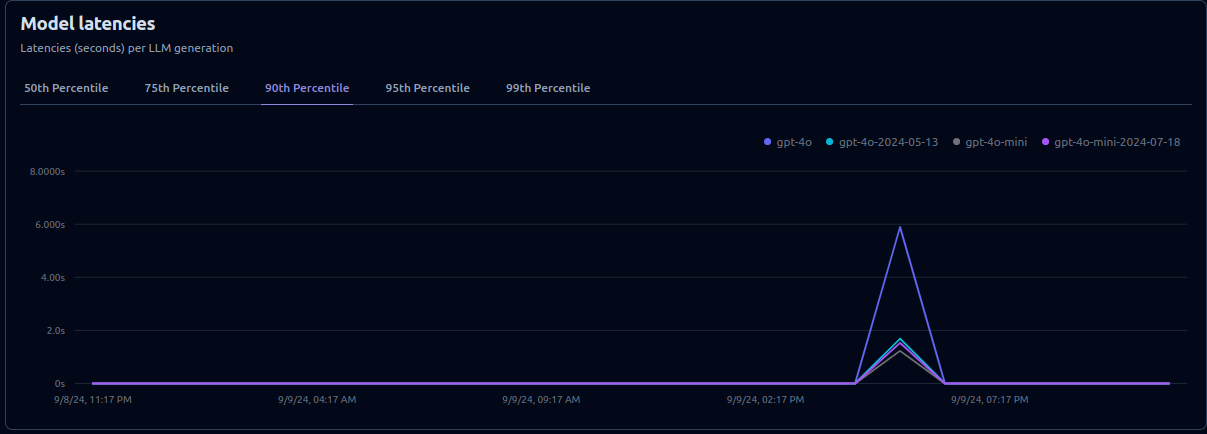 Model latencies
Latencies (seconds) per LLM generation
50th Percentile 75th Percentile 90th Percentile 95th Percentile 99th Percentile
gpt-4o gpt-4o-2024-05-13 gpt-4o-mini gpt-4o-mini-2024-07-18
8.0000s
6.000s
4.00s
2.0s
0s
9/8/24, 11:17 PM 9/9/24, 04:17 AM 9/9/24, 09:17 AM 9/9/24, 02:17 PM 9/9/24, 07:17 PM